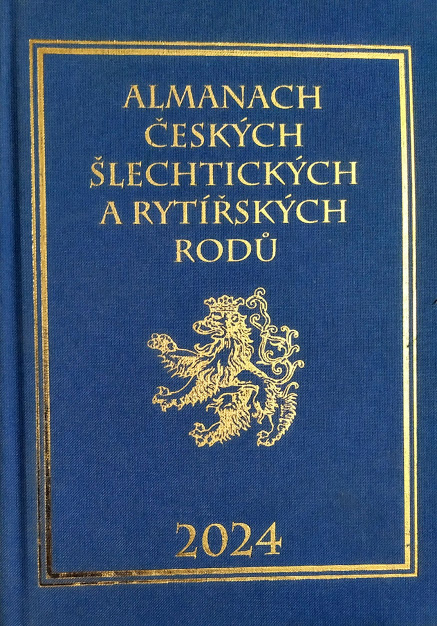 ALMANACH
ČESKÝCH
ŠLECHTICKÝCH
A RYTÍŘSKÝCH
RODŮ
2024